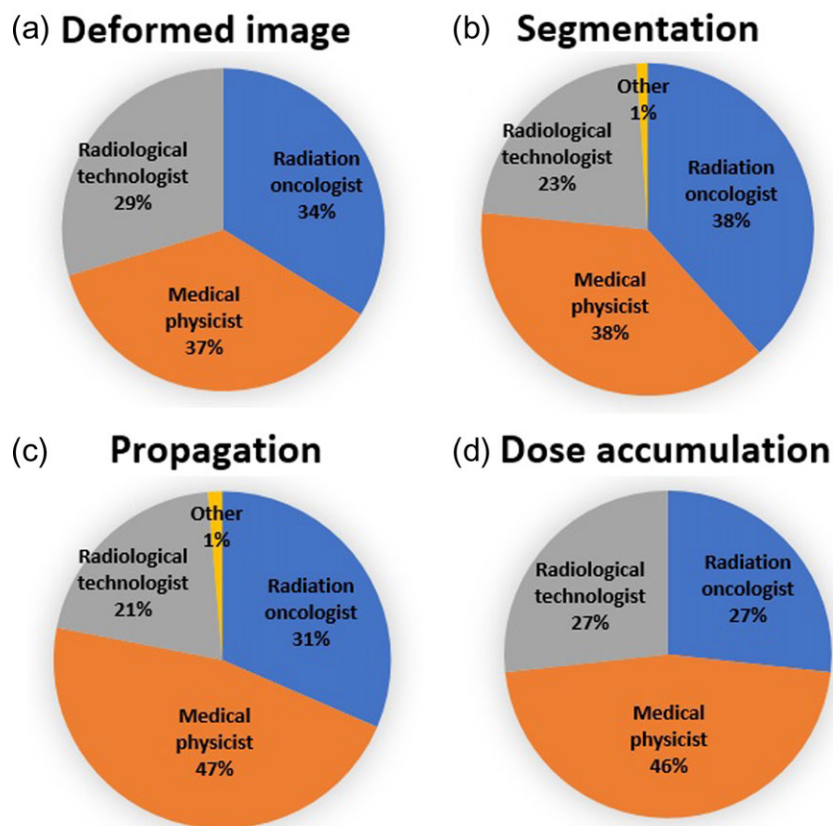 (a) Deformed image
Radiological
technologist
29%
Radiation
oncologist
34%
Medical
physicist
37%
(b) Segmentation
Other
1%
Radiological
technologist
23%
Radiation
oncologist
38%
Medical
physicist
38%
(c) Propagation
Other
1%
Radiological
technologist
21%
Radiation
oncologist
31%
Medical
physicist
47%
(d) Dose accumulation
Radiological
technologist
27%
Radiation
oncologist
27%
Medical
physicist
46%